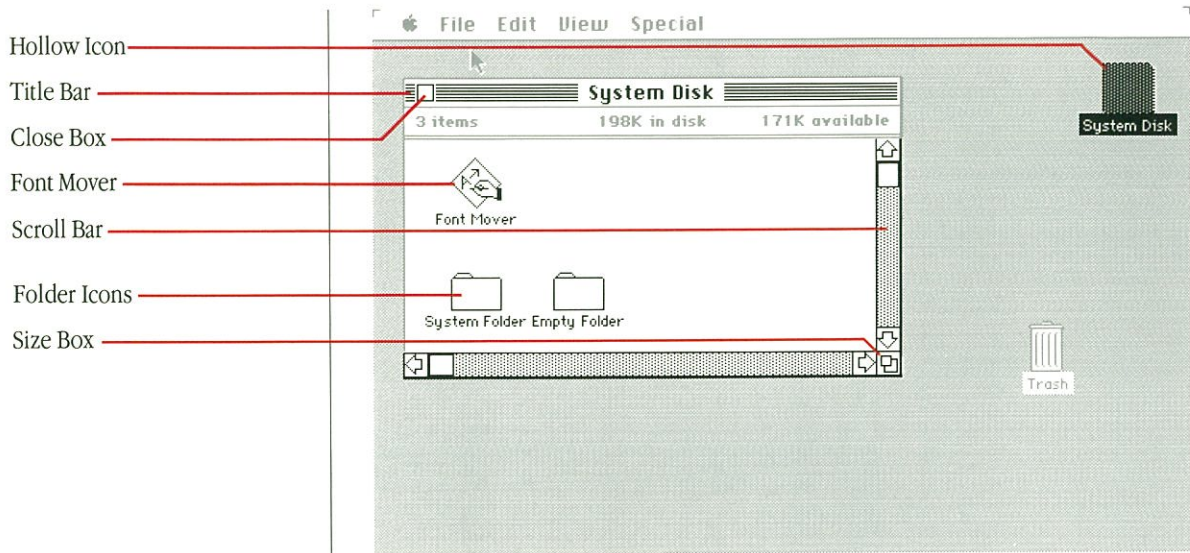 File Edit View Special
Hollow Icon
Title Bar
Close Box
Font Mover
Scroll Bar
Folder Icons
Size Box
System Disk
3 items 198K in disk 171K available
Font Mover
System Folder Empty Folder
System Disk
Trash